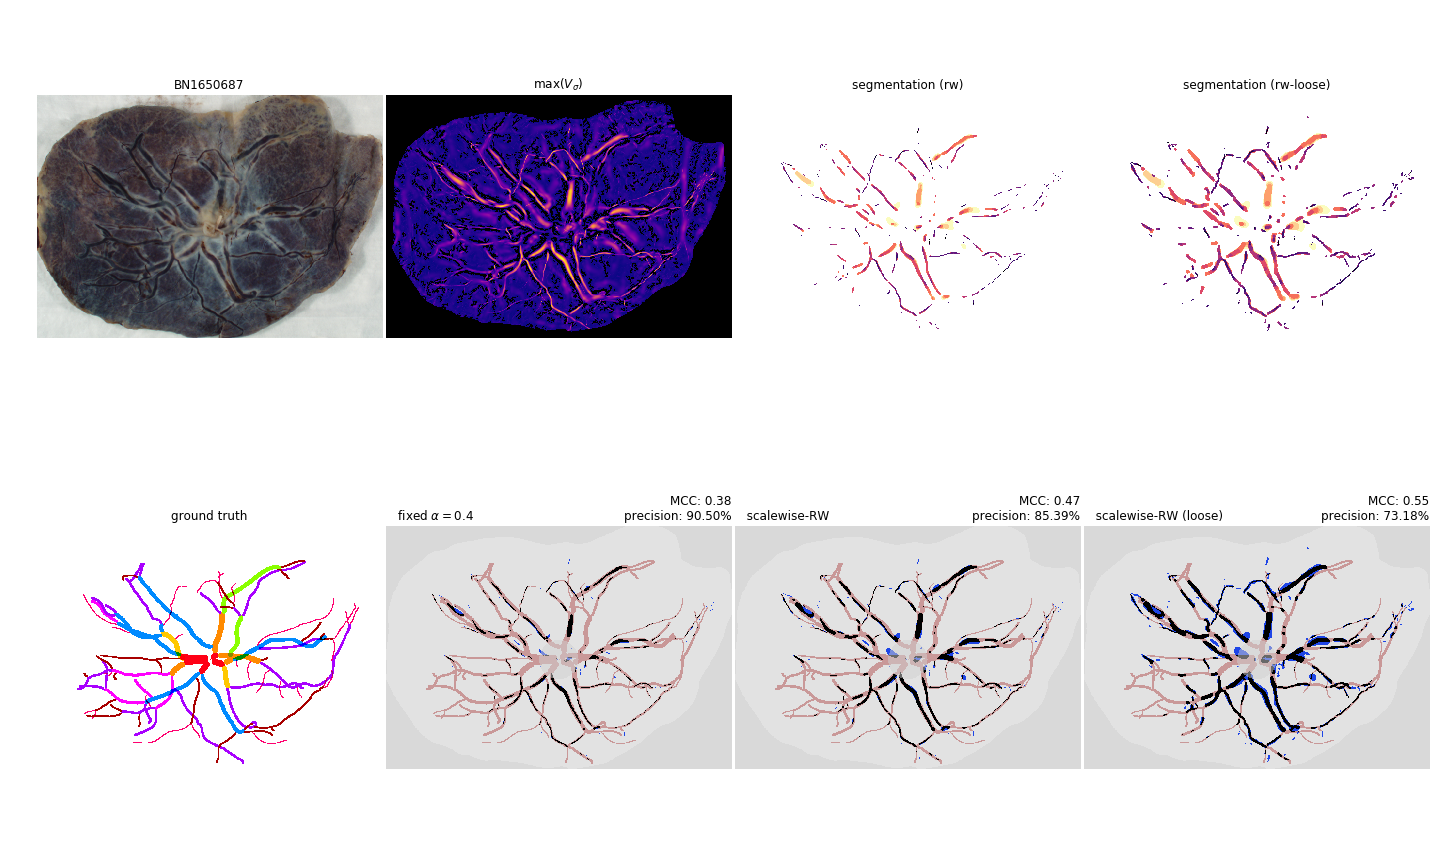 BN1650687
max(V_σ)
segmentation (rw)
segmentation (rw-loose)
ground truth
fixed α = 0.4
MCC: 0.38
precision: 90.50%
scalewise-RW
MCC: 0.47
precision: 85.39%
scalewise-RW (loose)
MCC: 0.55
precision: 73.18%